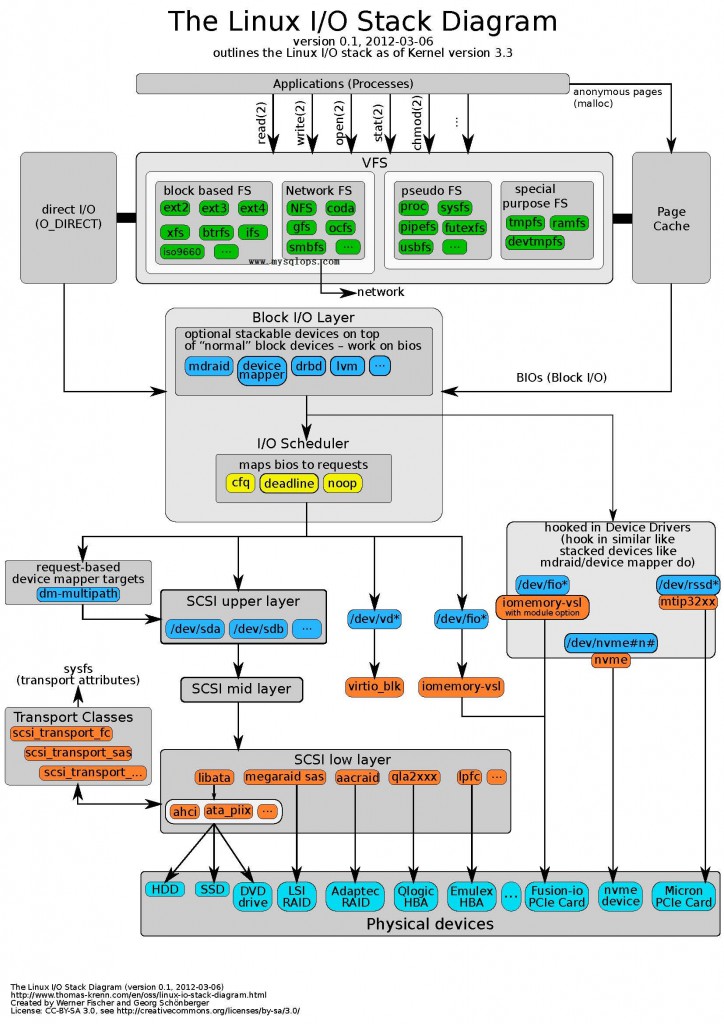 The Linux I/O Stack Diagram
version 0.1, 2012-03-06
outlines the Linux I/O stack as of Kernel version 3.3
Applications (Processes)
anonymous pages
(malloc)
read(2)
write(2)
open(2)
stat(2)
chmod(2)
...
VFS
direct I/O
(O_DIRECT)
block based FS
ext2 ext3 ext4
xfs btrfs ifs
iso9660 ...
Network FS
NFS coda
gfs ocfs
smbfs ...
pseudo FS
proc sysfs
pipefs futexfs
usbfs ...
special
purpose FS
tmpfs ramfs
devtmpfs
Page
Cache
www.mysqlops.com
network
Block I/O Layer
optional stackable devices on top
of “normal” block devices – work on bios
mdraid device mapper drbd lvm ...
BIOs (Block I/O)
I/O Scheduler
maps bios to requests
cfq deadline noop
hooked in Device Drivers
(hook in similar like
stacked devices like
mdraid/device mapper do)
/dev/fio* /dev/rssd*
iomemory-vsl mtip32xx
with module option
/dev/nvme#n#
nvme
request-based
device mapper targets
dm-multipath
SCSI upper layer
/dev/sda /dev/sdb ...
/dev/vd*
/dev/fio*
virtio_blk
iomemory-vsl
SCSI mid layer
sysfs
(transport attributes)
Transport Classes
scsi_transport_fc
scsi_transport_sas
scsi_transport_...
SCSI low layer
libata megaraid sas aacraid qla2xxx lpfc ...
ahci ata_piix ...
HDD
SSD
DVD
drive
LSI
RAID
Adaptec
RAID
Qlogic
HBA
Emulex
HBA
...
Fusion-io
PCIe Card
nvme
device
Micron
PCIe Card
Physical devices
The Linux I/O Stack Diagram (version 0.1, 2012-03-06)
http://www.thomas-krenn.com/en/oss/linux-io-stack-diagram.html
Created by Werner Fischer and Georg Schönberger
License: CC-BY-SA 3.0, see http://creativecommons.org/licenses/by-sa/3.0/